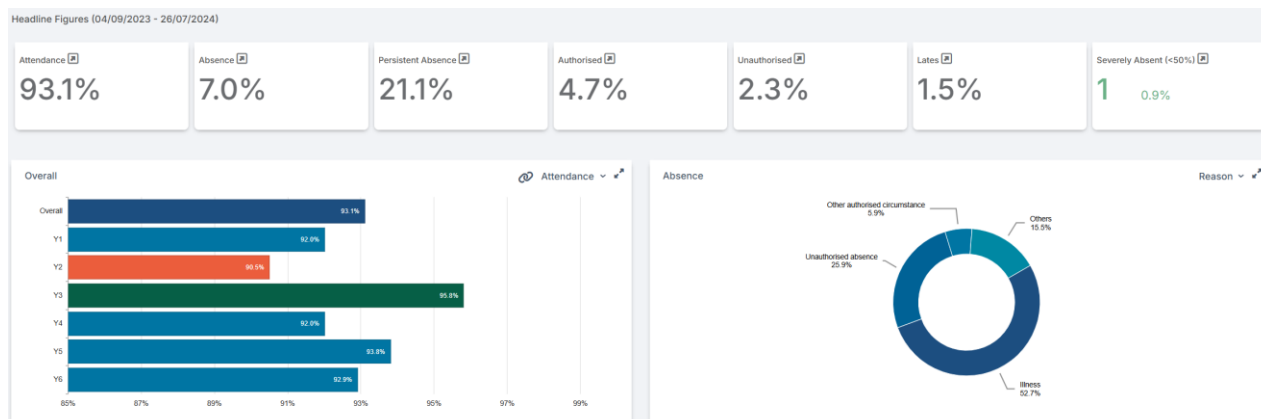 Headline Figures (04/09/2023 - 26/07/2024)
Attendance
93.1%
Absence
7.0%
Persistent Absence
21.1%
Authorised
4.7%
Unauthorised
2.3%
Lates
1.5%
Severely Absent (<50%)
1 0.9%
Overall
Attendance
Overall 93.1%
Y1 92.0%
Y2 90.5%
Y3 95.8%
Y4 92.0%
Y5 93.8%
Y6 92.9%
85% 87% 89% 91% 93% 95% 97% 99%
Absence
Reason
Other authorised circumstance
5.9%
Others
15.5%
Unauthorised absence
25.9%
Illness
52.7%